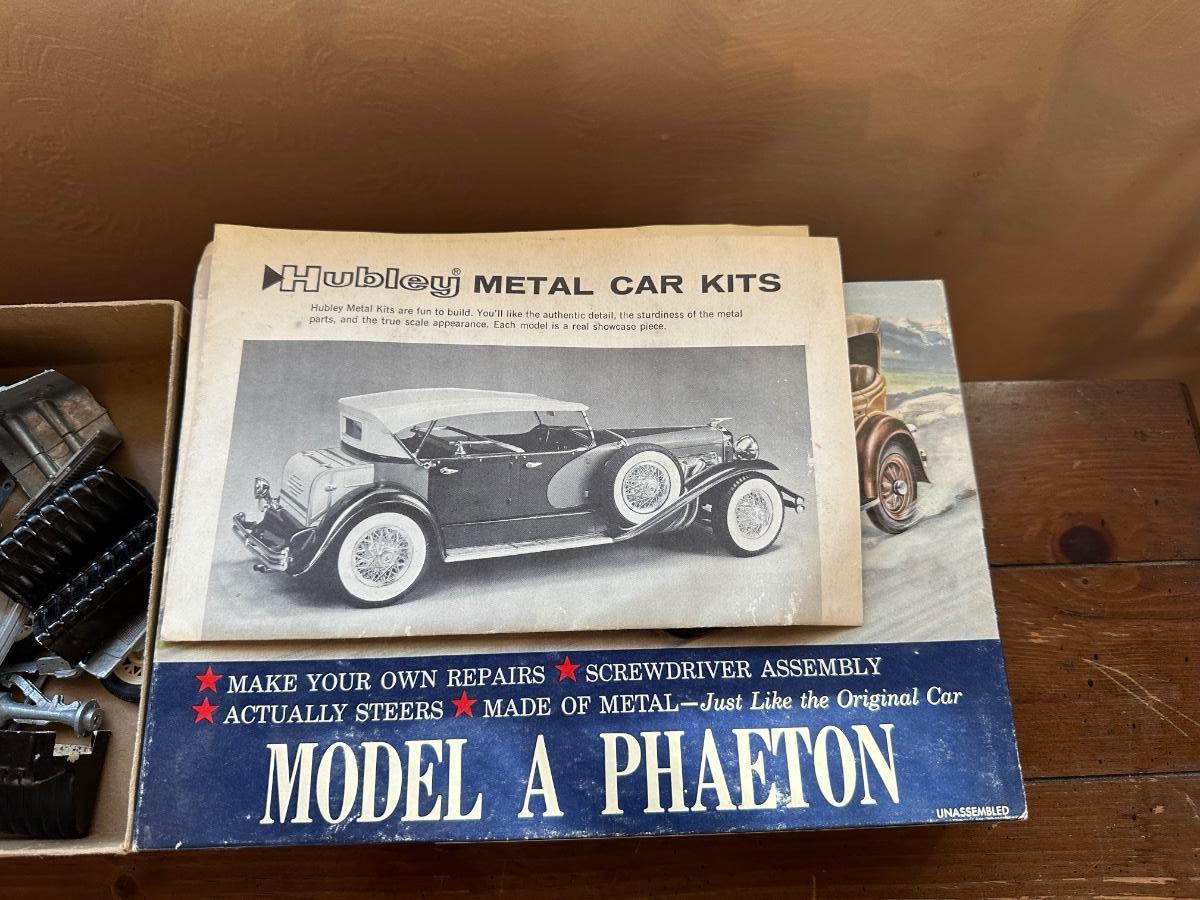 Hubley® METAL CAR KITS
Hubley Metal Kits are fun to build. You'll like the authentic detail, the sturdiness of the metal
parts, and the true scale appearance. Each model is a real showcase piece.
★ MAKE YOUR OWN REPAIRS ★ SCREWDRIVER ASSEMBLY
★ ACTUALLY STEERS ★ MADE OF METAL—Just Like the Original Car
MODEL A PHAETON
UNASSEMBLED